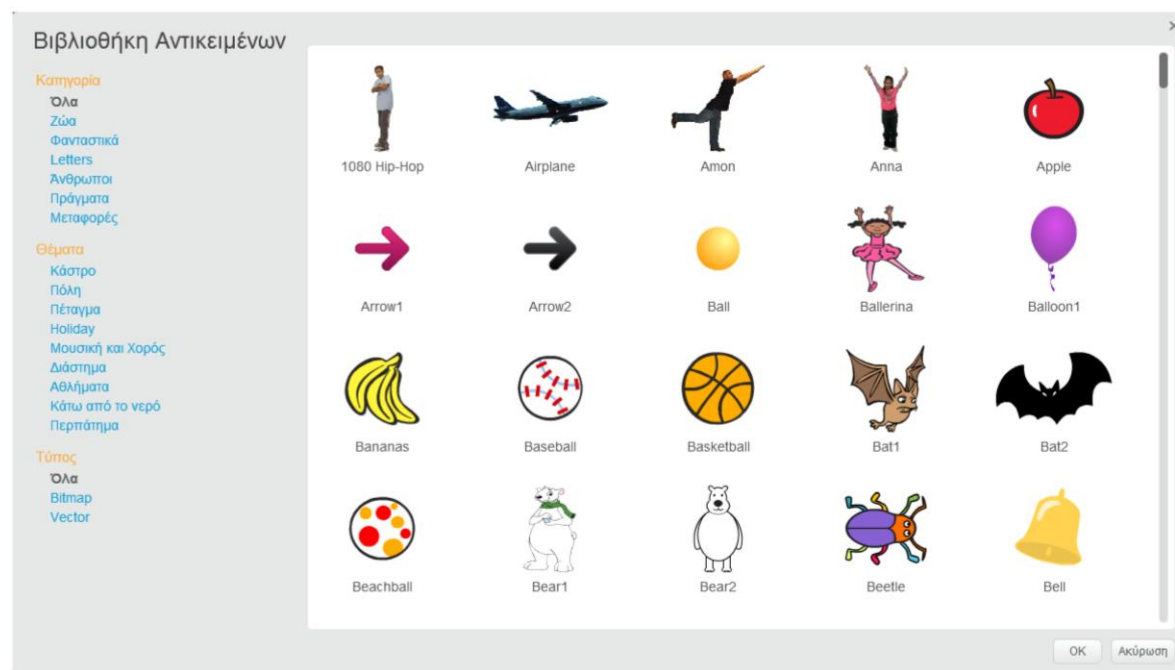 Βιβλιοθήκη Αντικειμένων
Κατηγορία
Όλα
Ζώα
Φανταστικά
Letters
Άνθρωποι
Πράγματα
Μεταφορές
Θέματα
Κάστρο
Πόλη
Πέταγμα
Holiday
Μουσική και Χορός
Διάστημα
Αθλήματα
Κάτω από το νερό
Περπάτημα
Τύπος
Όλα
Bitmap
Vector
1080 Hip-Hop Airplane Amon Anna Apple
Arrow1 Arrow2 Ball Ballerina Balloon1
Bananas Baseball Basketball Bat1 Bat2
Beachball Bear1 Bear2 Beetle Bell
OK Ακύρωση